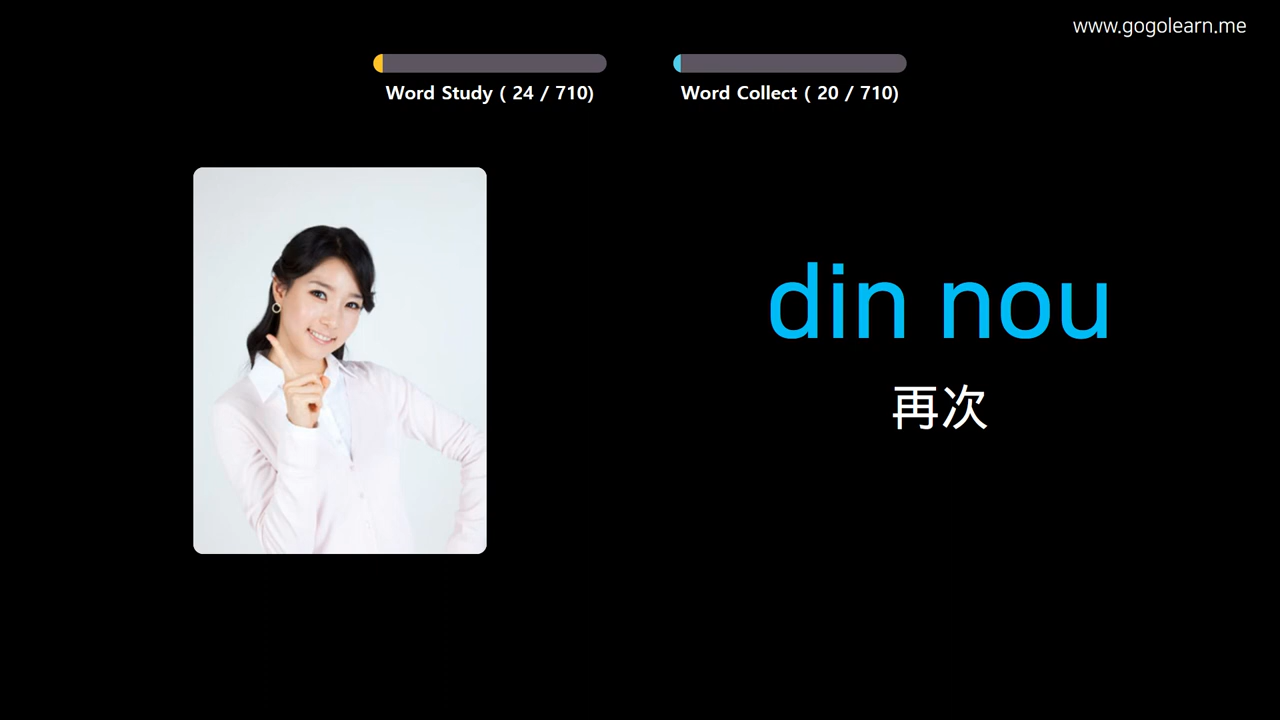 www.gogolearn.me
Word Study ( 24 / 710)
Word Collect ( 20 / 710)
din nou
再次